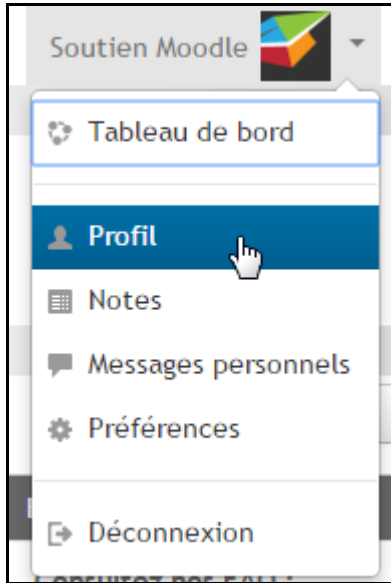 Soutien Moodle
Tableau de bord
Profil
Notes
Messages personnels
Préférences
Déconnexion